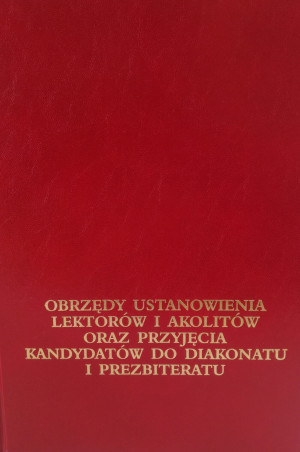 OBRZĘDY USTANOWIENIA
LEKTORÓW I AKOLITÓW
ORAZ PRZYJĘCIA
KANDYDATÓW DO DIAKONATU
I PREZBITERATU